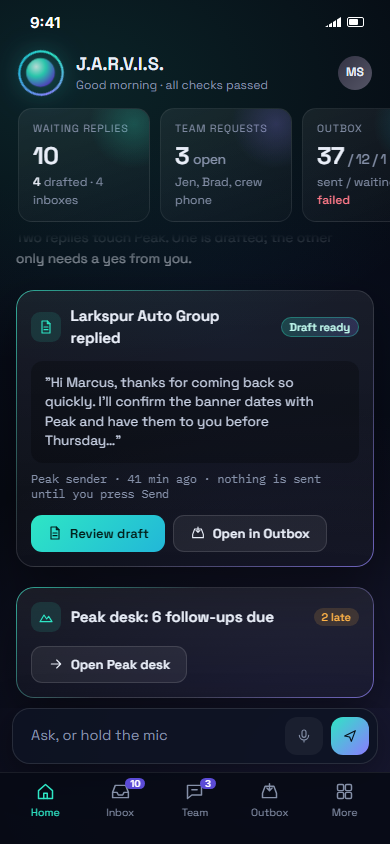 9:41
J.A.R.V.I.S.
Good morning · all checks passed
MS
WAITING REPLIES
10
4 drafted · 4
inboxes
TEAM REQUESTS
3 open
Jen, Brad, crew
phone
OUTBOX
37 / 12 / 1
sent / waitin
failed
Two replies touch Peak. One is drafted; the other
only needs a yes from you.
Larkspur Auto Group
replied
Draft ready
"Hi Marcus, thanks for coming back so
quickly. I'll confirm the banner dates with
Peak and have them to you before
Thursday…"
Peak sender · 41 min ago · nothing is sent
until you press Send
Review draft
Open in Outbox
Peak desk: 6 follow-ups due
2 late
Open Peak desk
Ask, or hold the mic
10
3
Home
Inbox
Team
Outbox
More